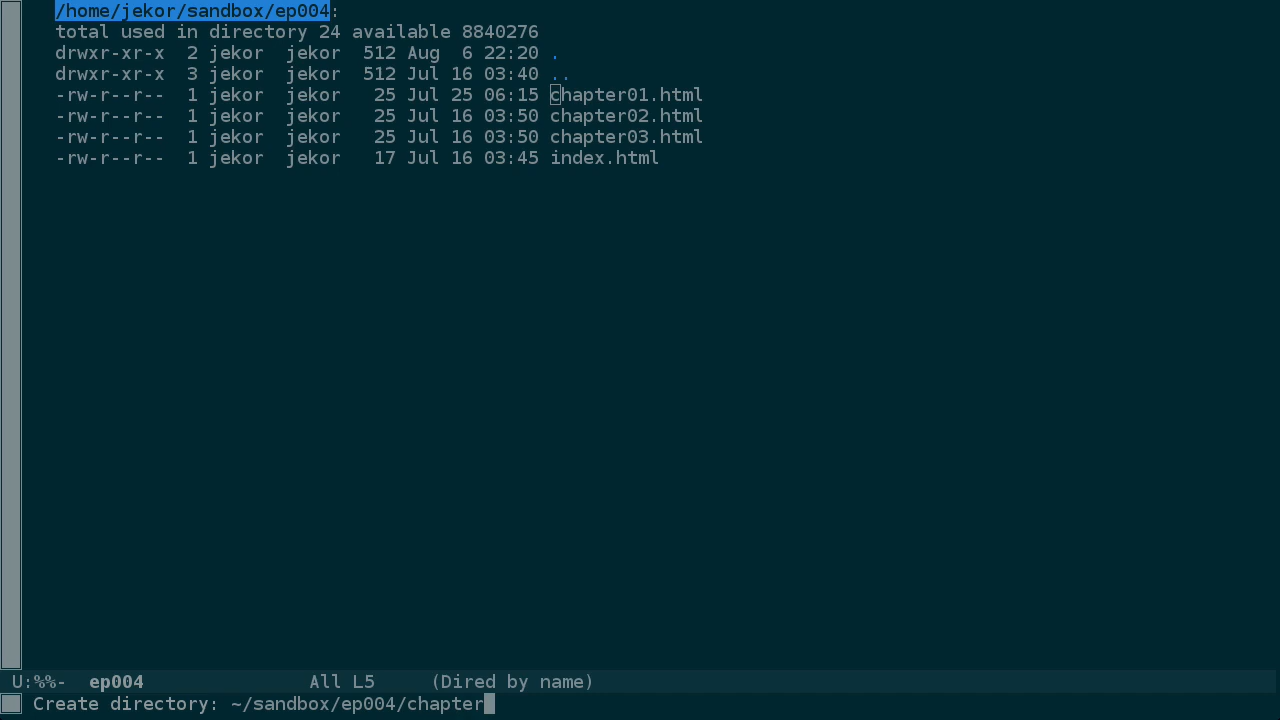 /home/jekor/sandbox/ep004:
total used in directory 24 available 8840276
drwxr-xr-x  2 jekor  jekor  512 Aug  6 22:20 .
drwxr-xr-x  3 jekor  jekor  512 Jul 16 03:40 ..
-rw-r--r--  1 jekor  jekor   25 Jul 25 06:15 chapter01.html
-rw-r--r--  1 jekor  jekor   25 Jul 16 03:50 chapter02.html
-rw-r--r--  1 jekor  jekor   25 Jul 16 03:50 chapter03.html
-rw-r--r--  1 jekor  jekor   17 Jul 16 03:45 index.html
U:%%-  ep004               All L5     (Dired by name)
Create directory: ~/sandbox/ep004/chapter